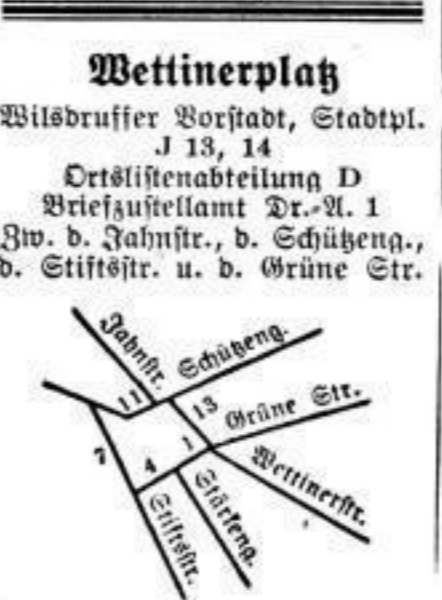 Wettinerplatz
Wilsdruffer Vorstadt, Stadtpl.
J 13, 14
Ortslistenabteilung D
Briefzustellamt Dr.-A. 1
Zw. d. Jahnstr., d. Schützeng.,
d. Stiftsstr. u. d. Grüne Str.
Jahnstr.
Schützeng.
11
13
Grüne Str.
7
4
1
Wettinerstr.
Stärkeng.
Stiftsstr.